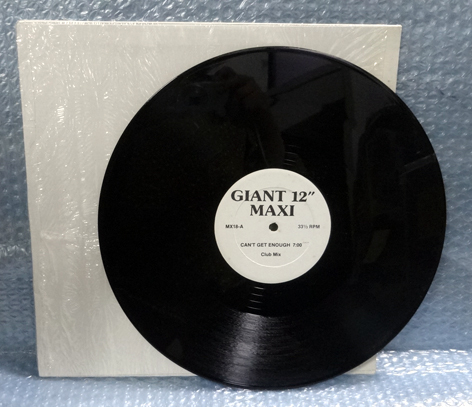 GIANT 12"
MAXI
MX18-A 33⅓ RPM
CAN'T GET ENOUGH 7:00
Club Mix